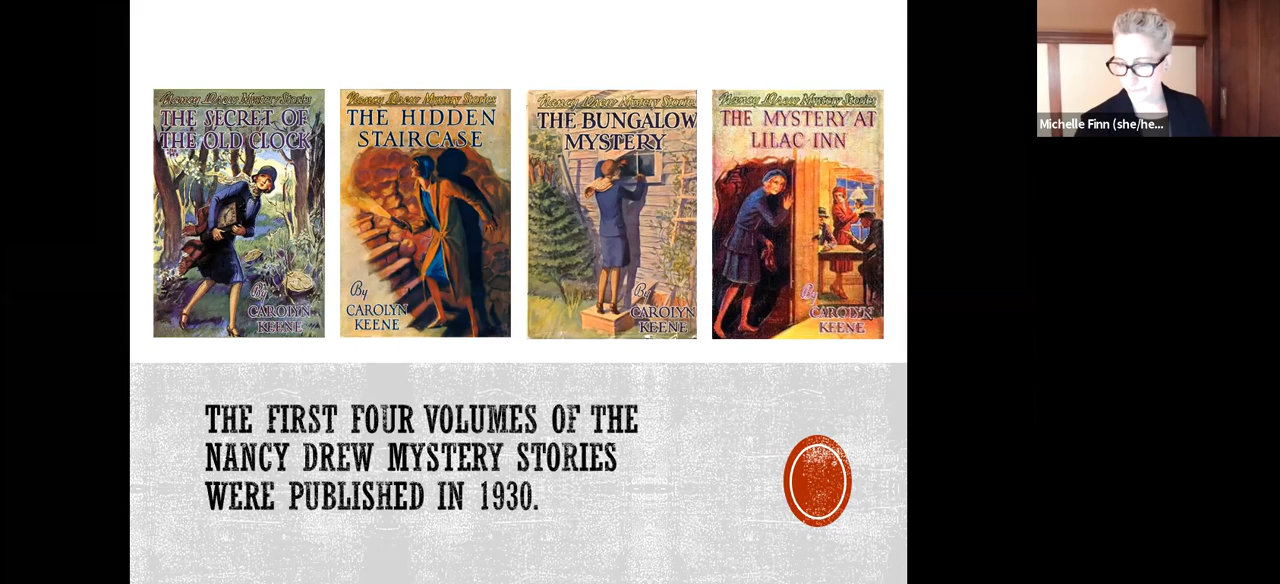 Nancy Drew Mystery Stories
THE SECRET OF
THE OLD CLOCK
By
CAROLYN
KEENE
Nancy Drew Mystery Stories
THE HIDDEN
STAIRCASE
By
CAROLYN
KEENE
Nancy Drew Mystery Stories
THE BUNGALOW
MYSTERY
By
CAROLYN
KEENE
Nancy Drew Mystery Stories
THE MYSTERY AT
LILAC INN
By
CAROLYN
KEENE
THE FIRST FOUR VOLUMES OF THE
NANCY DREW MYSTERY STORIES
WERE PUBLISHED IN 1930.
Michelle Finn (she/he...